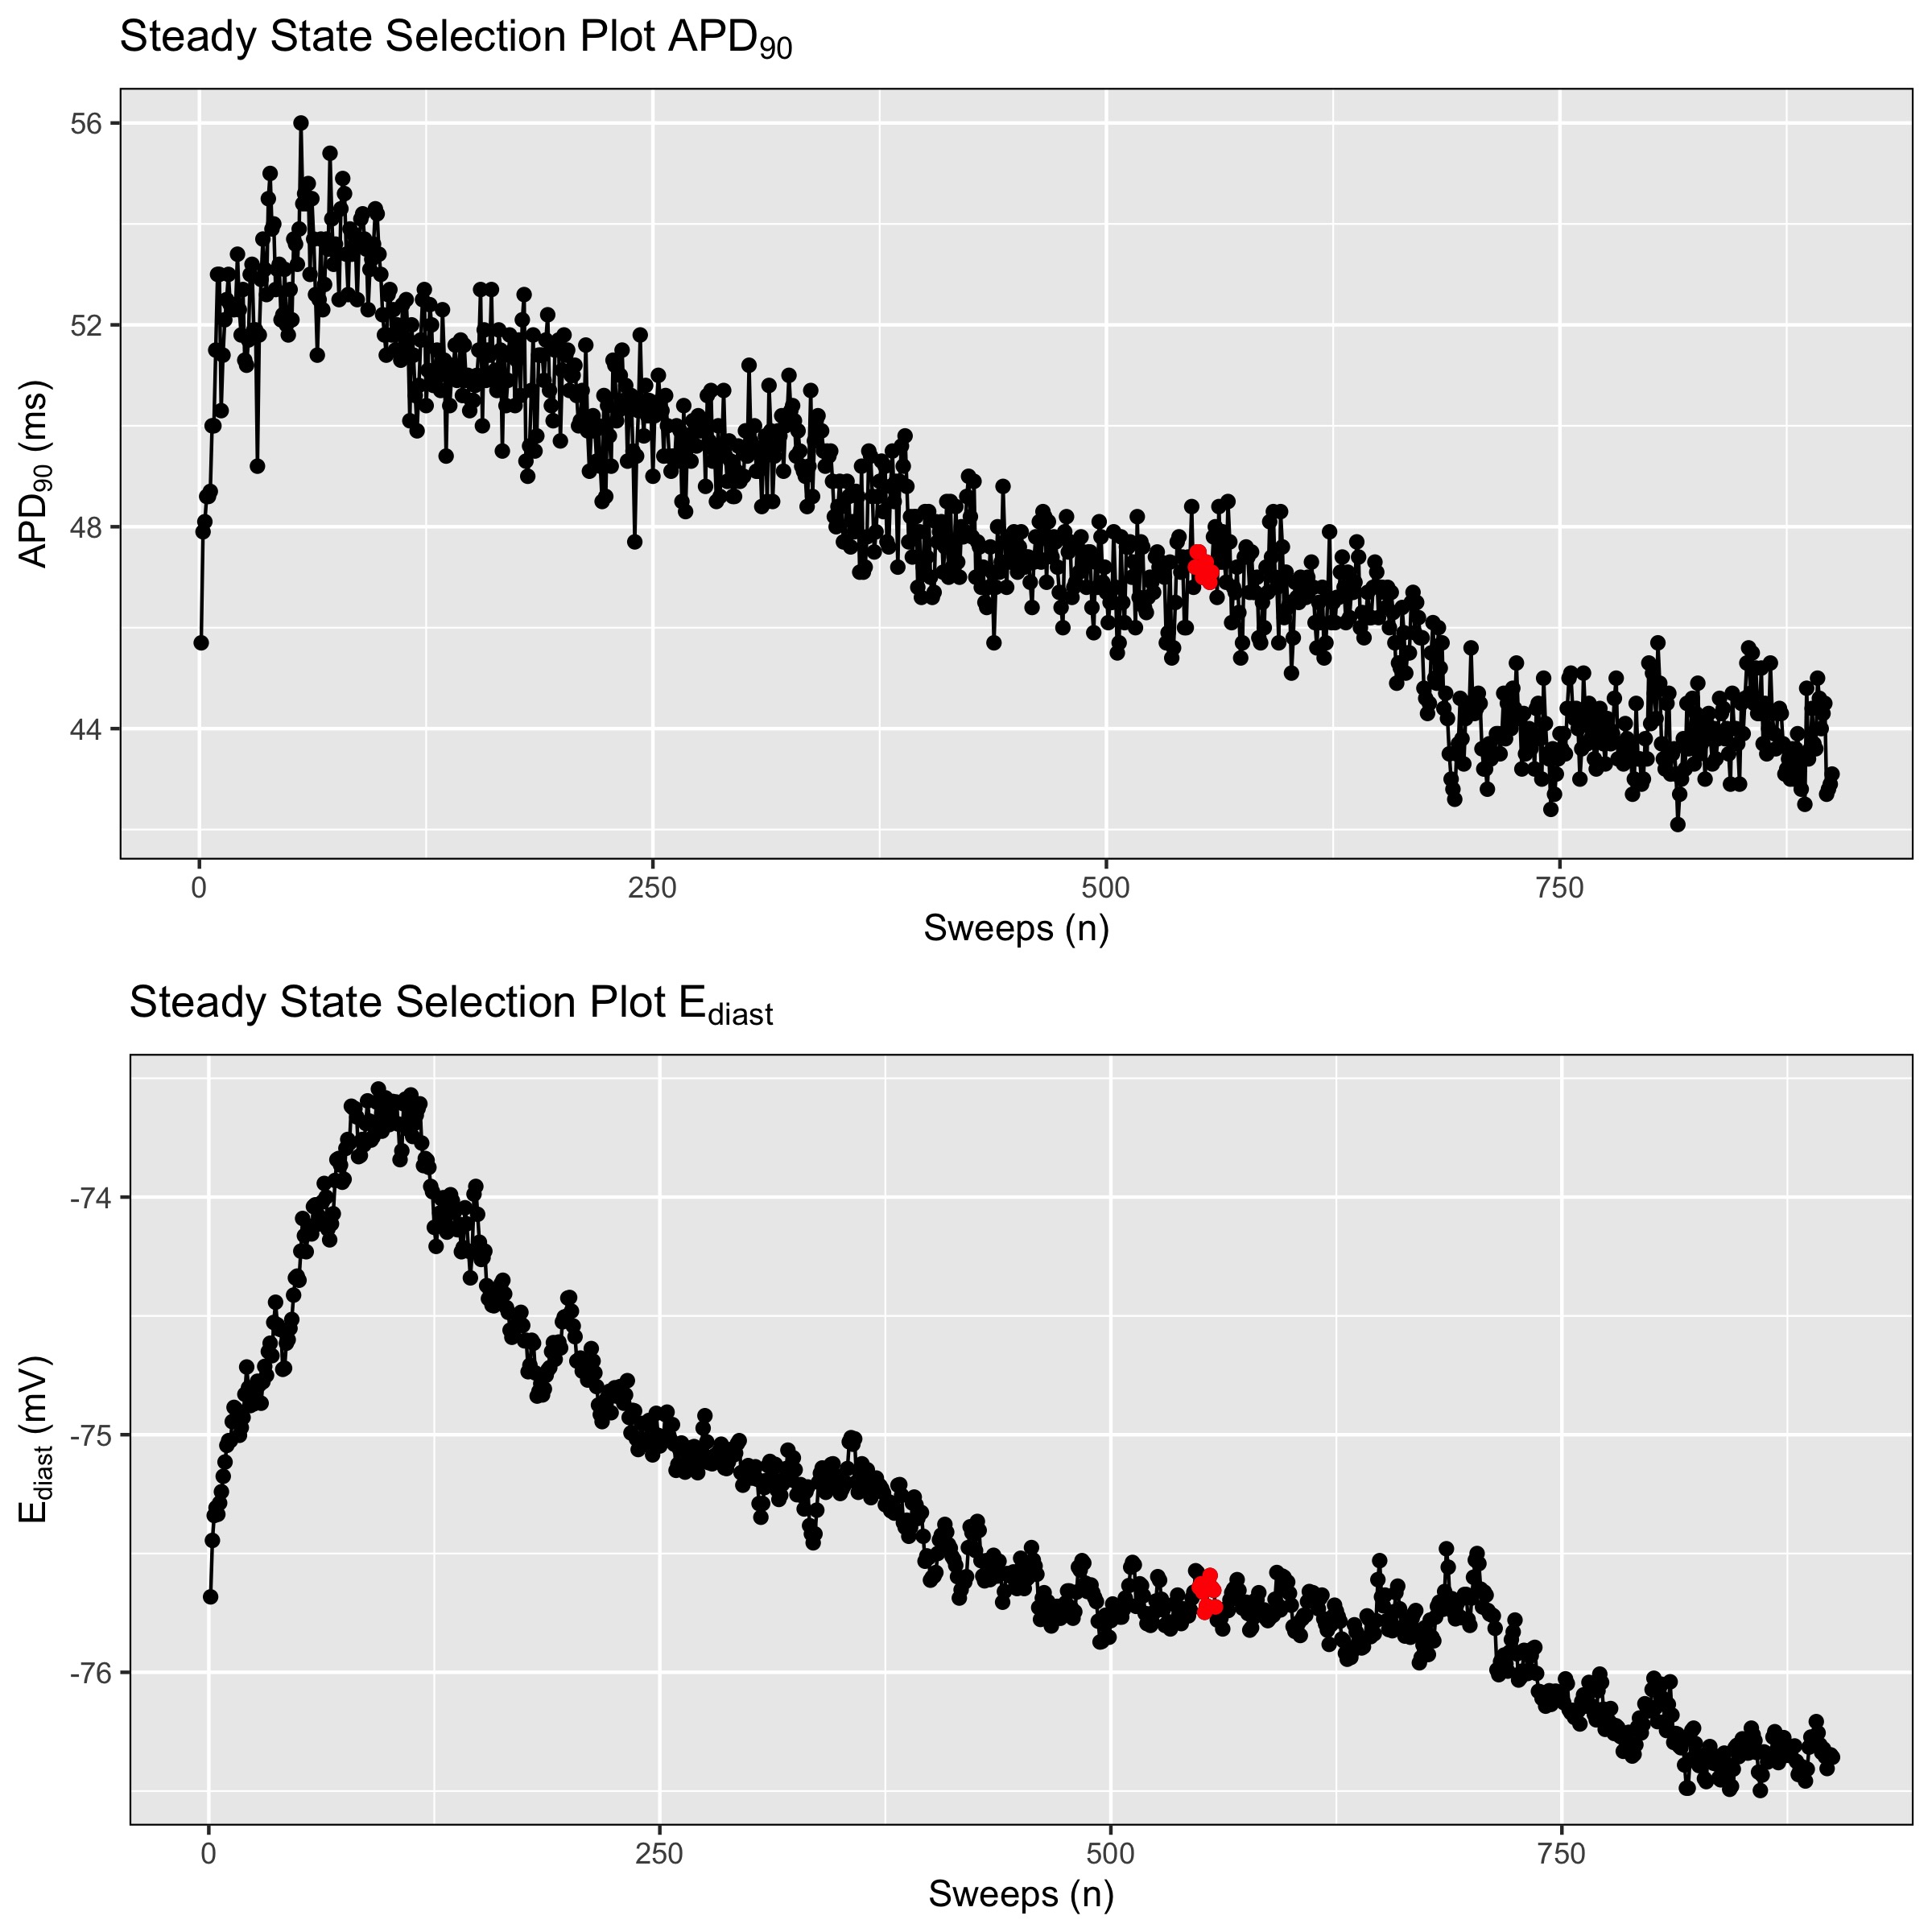 Steady State Selection Plot APD90
56
52
48
44
APD90 (ms)
0 250 500 750
Sweeps (n)
Steady State Selection Plot Ediast
-74
-75
-76
Ediast (mV)
0 250 500 750
Sweeps (n)